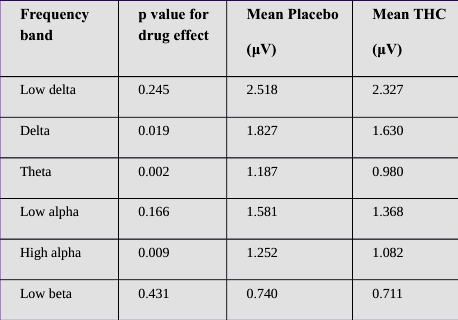 Frequency band p value for drug effect Mean Placebo (µV) Mean THC (µV)
Low delta 0.245 2.518 2.327
Delta 0.019 1.827 1.630
Theta 0.002 1.187 0.980
Low alpha 0.166 1.581 1.368
High alpha 0.009 1.252 1.082
Low beta 0.431 0.740 0.711